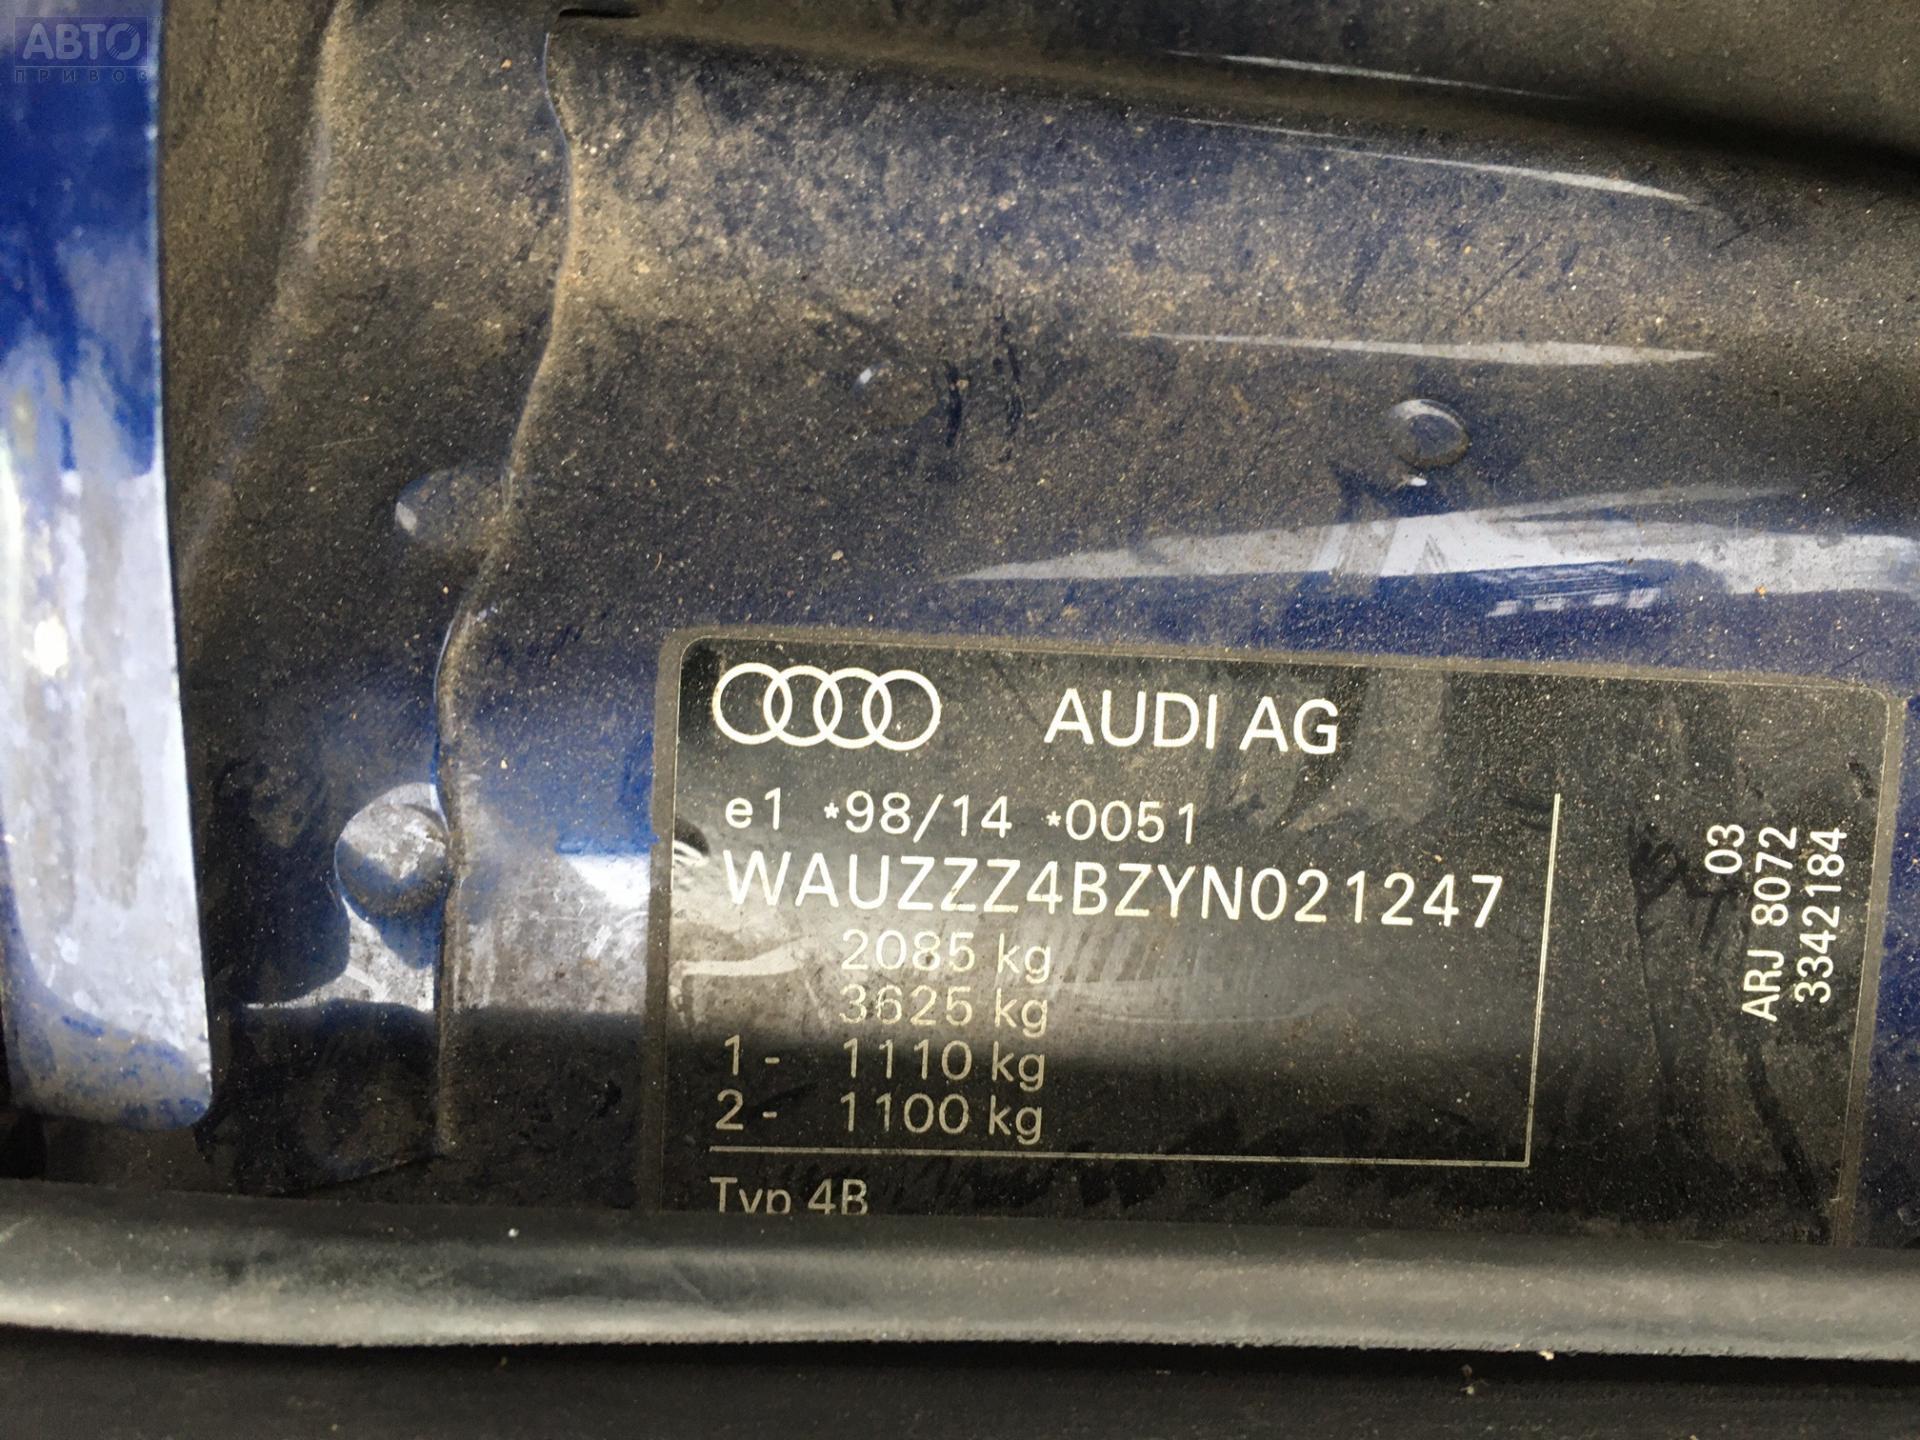 АВТО
ПРИВОЗ
AUDI AG
e1 *98/14 *0051
WAUZZZ4BZYN021247
2085 kg
3625 kg
1 - 1110 kg
2 - 1100 kg
Typ 4B
03
ARJ 8072
3342184